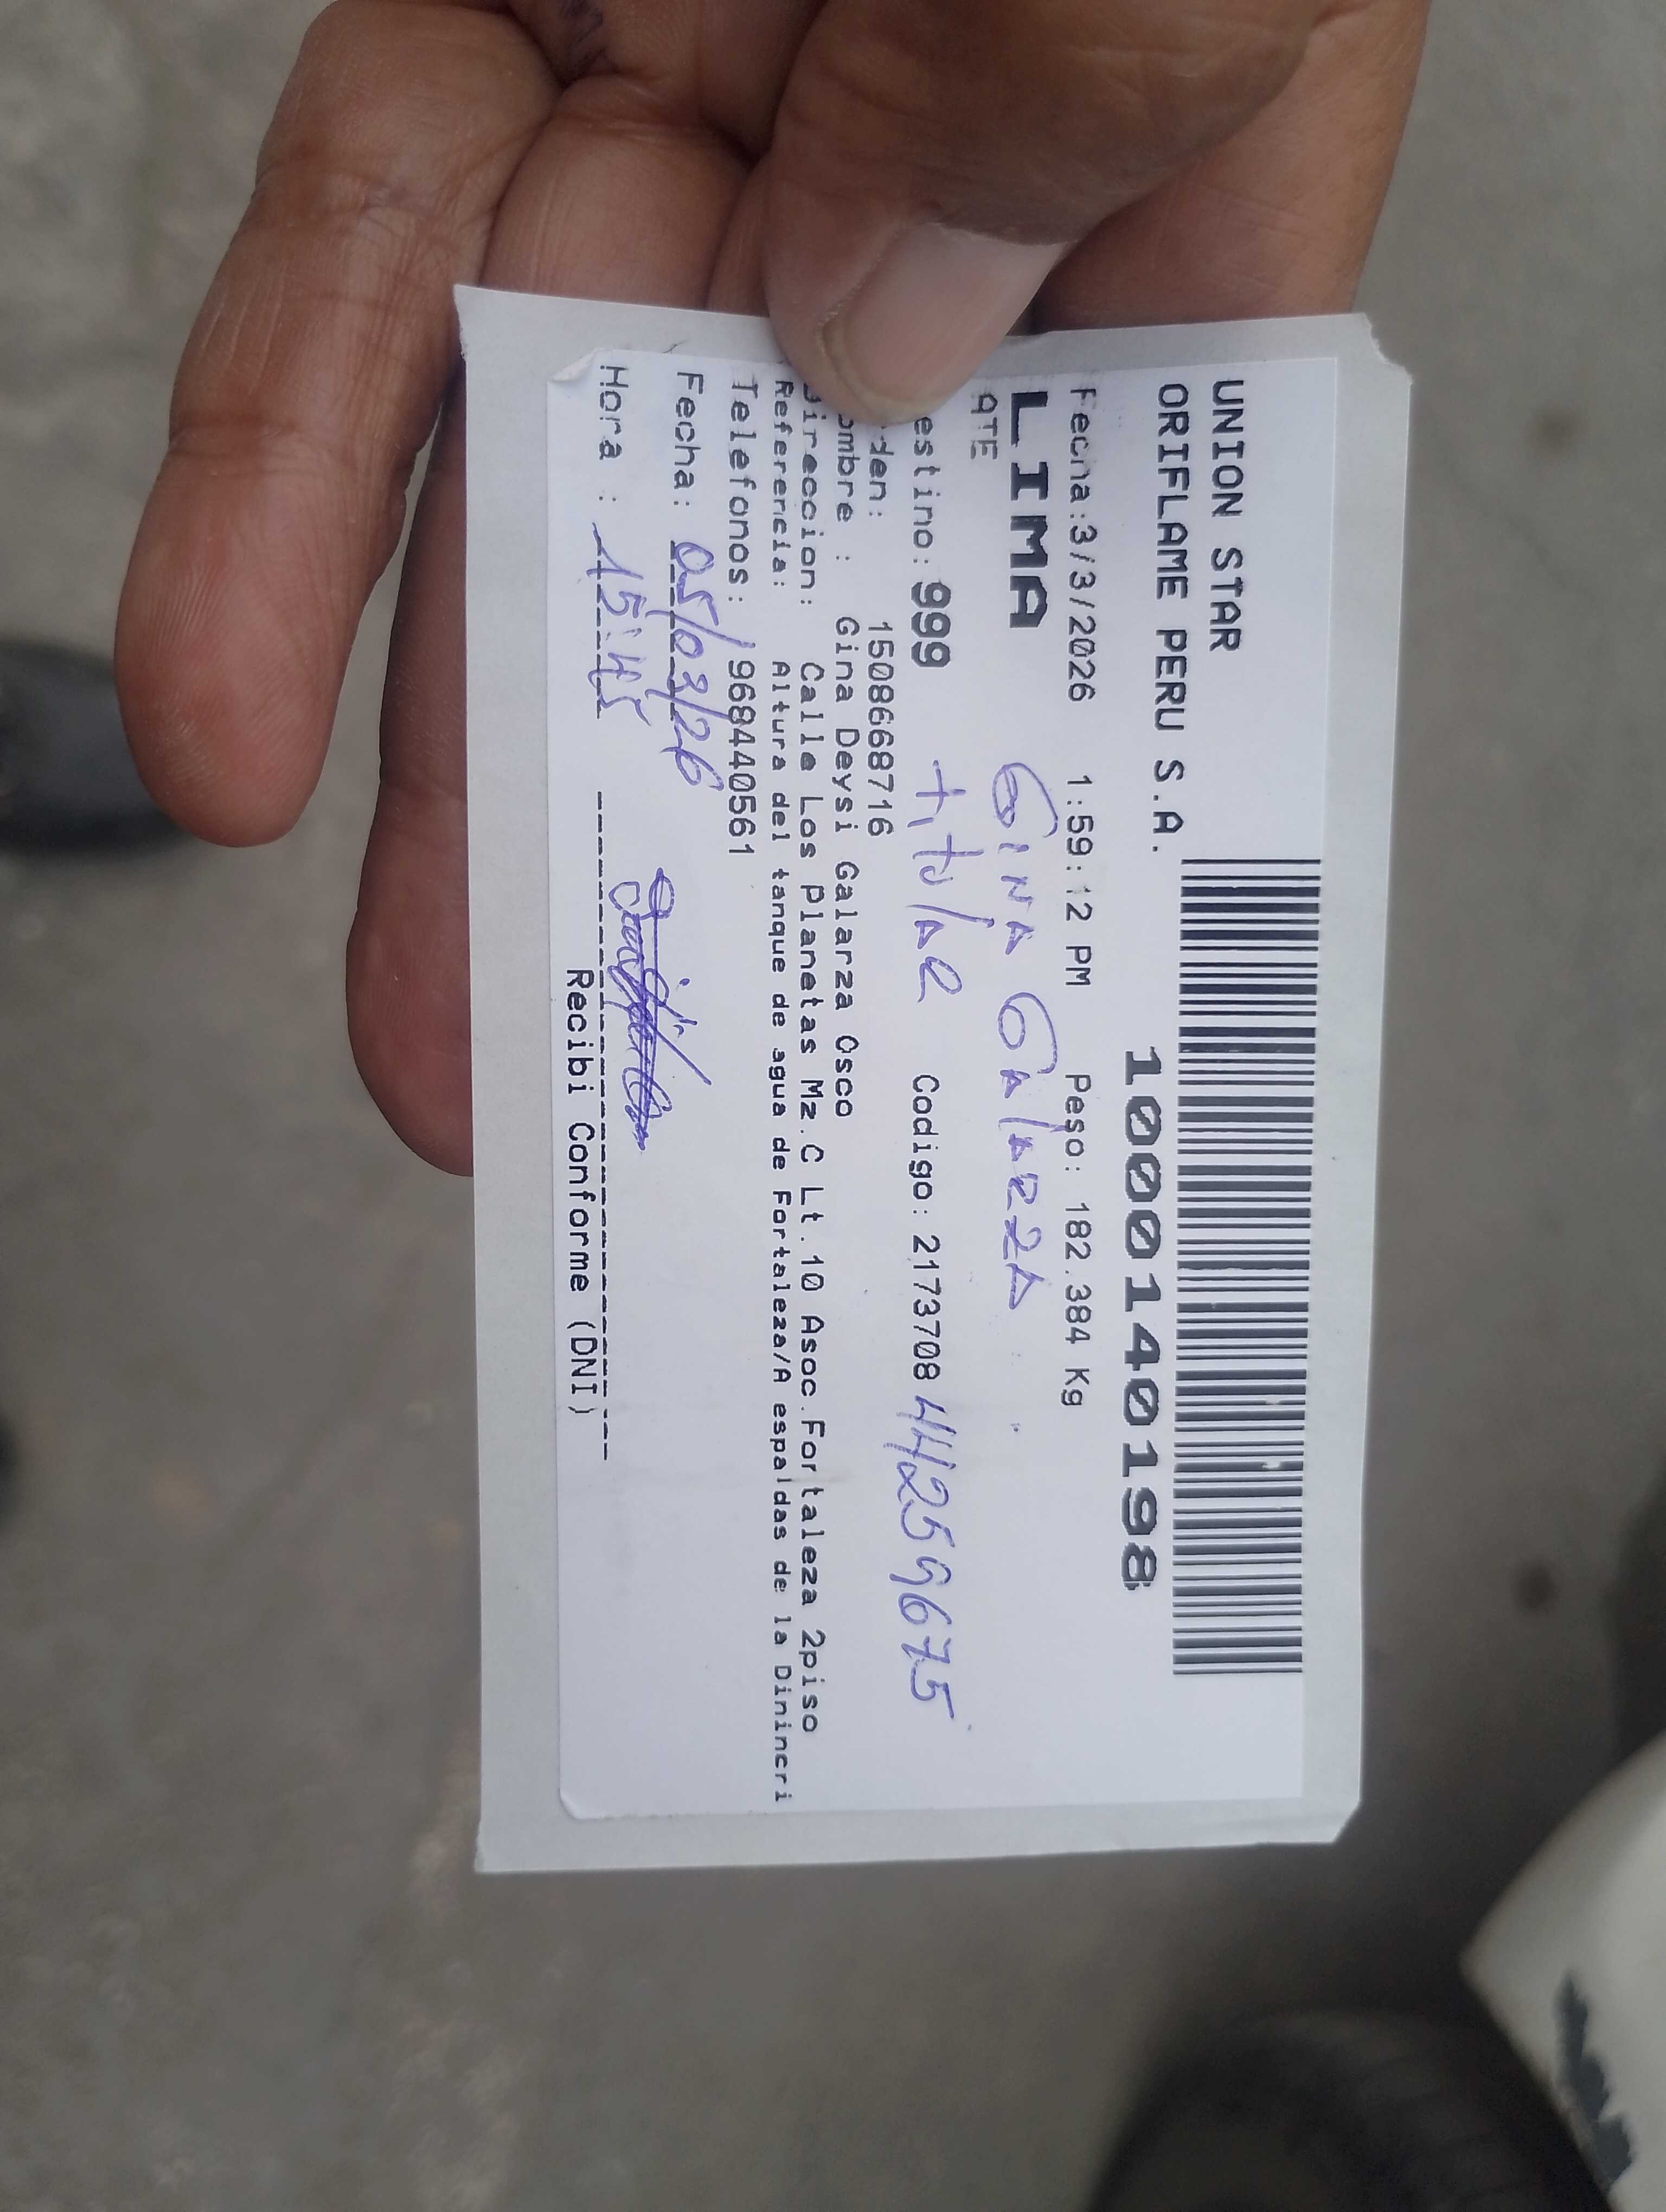 UNION STAR
ORIFLAME PERU S.A.
1000140198
Fecha:3/3/2026 1:59:12 PM Peso: 182.384 Kg
LIMA
GINA GALARZA
ATE
estino: 999 titular Codigo: 2173708 44259675
den: 15086668716
ombre : Gina Deysi Galarza Osco
Direccion: Calle Los Planetas Mz.C Lt.10 Asoc.Fortaleza 2piso
Referencia: Altura del tanque de agua de Fortaleza/A espaldas de la Dinincri
Telefonos: /968440561
Fecha: 05/03/26
Hora : 15:45
Recibi Conforme (DNI)